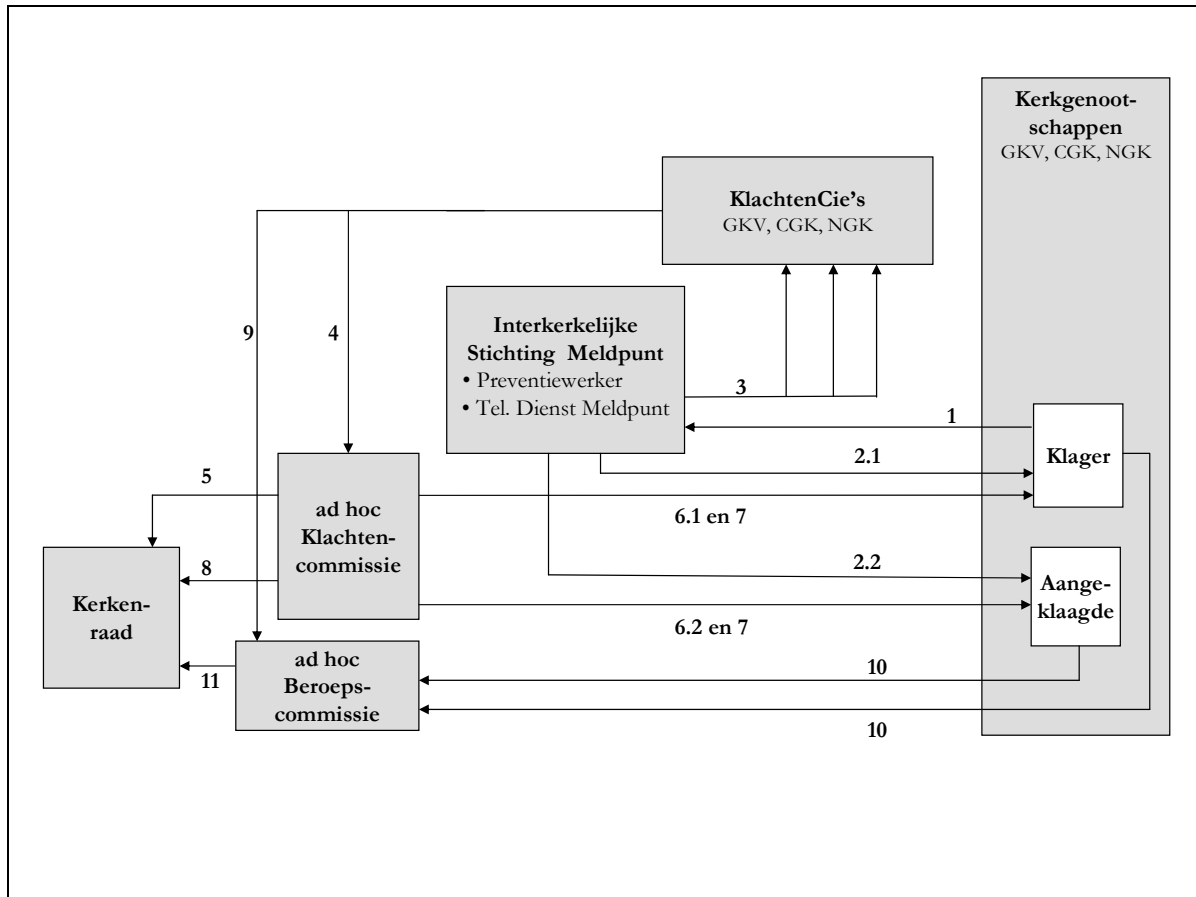 Kerkgenoot-
schappen
GKV, CGK, NGK
KlachtenCie's
GKV, CGK, NGK
9
4
Interkerkelijke
Stichting Meldpunt
• Preventiewerker
• Tel. Dienst Meldpunt
3
1
2.1
Klager
5
ad hoc
Klachten-
commissie
6.1 en 7
8
2.2
Kerken-
raad
Aange-
klaagde
6.2 en 7
ad hoc
Beroeps-
commissie
11
10
10